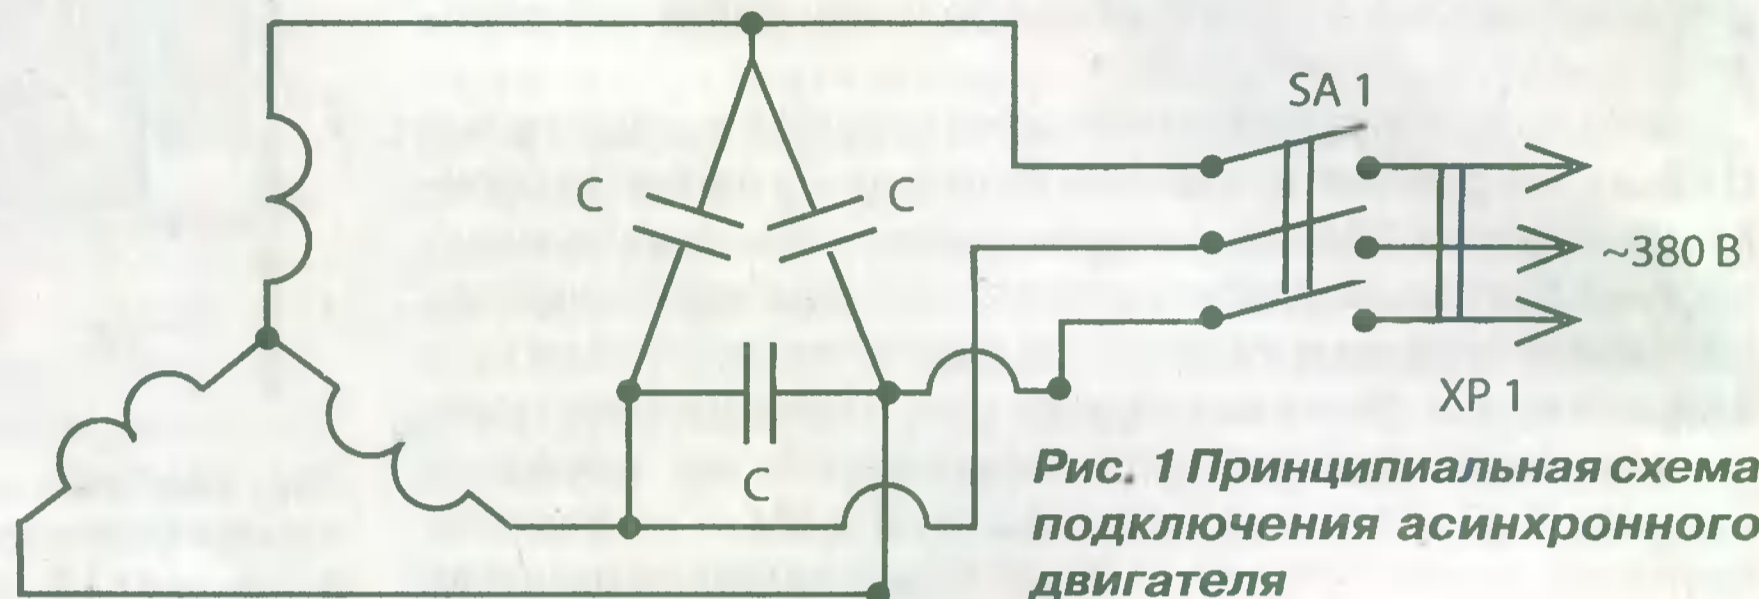 SA 1
C
C
~380 В
XP 1
C
Рис. 1 Принципиальная схема
подключения асинхронного
двигателя